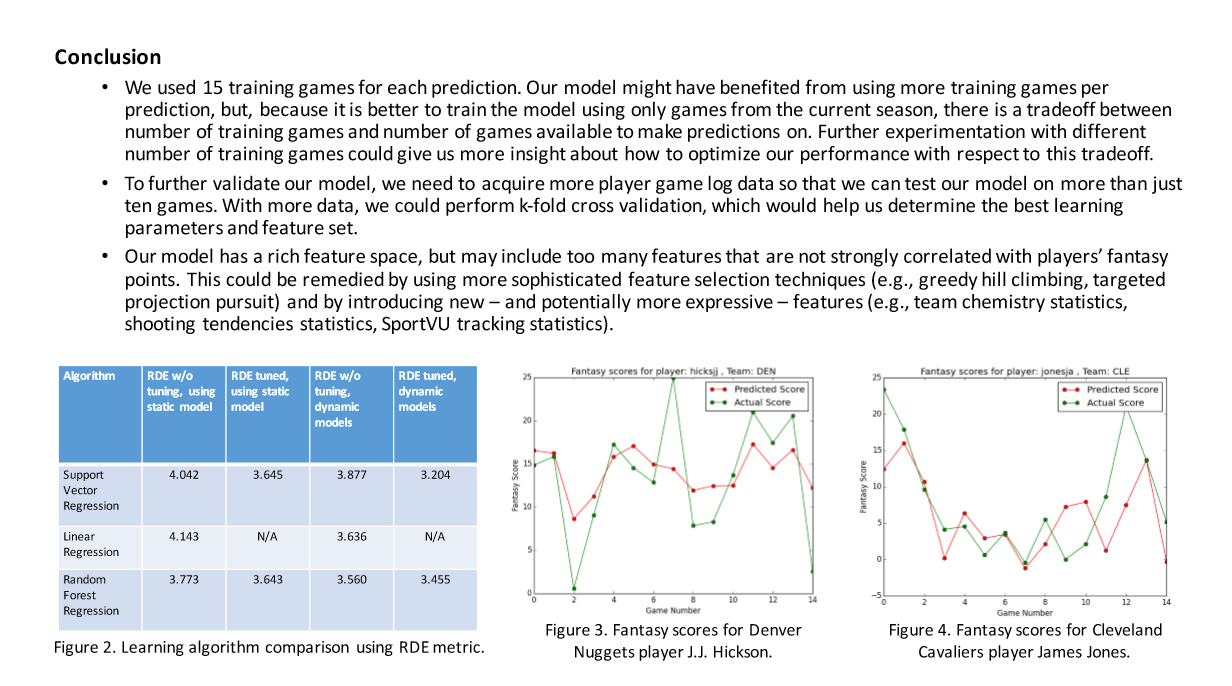 Conclusion
• We used 15 training games for each prediction. Our model might have benefited from using more training games per
prediction, but, because it is better to train the model using only games from the current season, there is a tradeoff between
number of training games and number of games available to make predictions on. Further experimentation with different
number of training games could give us more insight about how to optimize our performance with respect to this tradeoff.
• To further validate our model, we need to acquire more player game log data so that we can test our model on more than just
ten games. With more data, we could perform k-fold cross validation, which would help us determine the best learning
parameters and feature set.
• Our model has a rich feature space, but may include too many features that are not strongly correlated with players’ fantasy
points. This could be remedied by using more sophisticated feature selection techniques (e.g., greedy hill climbing, targeted
projection pursuit) and by introducing new – and potentially more expressive – features (e.g., team chemistry statistics,
shooting tendencies statistics, SportVU tracking statistics).
Algorithm
RDE w/o
tuning, using
static model
RDE tuned,
using static
model
RDE w/o
tuning,
dynamic
models
RDE tuned,
dynamic
models
Support
Vector
Regression
4.042
3.645
3.877
3.204
Linear
Regression
4.143
N/A
3.636
N/A
Random
Forest
Regression
3.773
3.643
3.560
3.455
Figure 2. Learning algorithm comparison using RDE metric.
Fantasy scores for player: hicksjj , Team: DEN
Predicted Score
Actual Score
Fantasy Score
25
20
15
10
5
0
0 2 4 6 8 10 12 14
Game Number
Figure 3. Fantasy scores for Denver
Nuggets player J.J. Hickson.
Fantasy scores for player: jonesja , Team: CLE
Predicted Score
Actual Score
Fantasy Score
25
20
15
10
5
0
−5
0 2 4 6 8 10 12 14
Game Number
Figure 4. Fantasy scores for Cleveland
Cavaliers player James Jones.